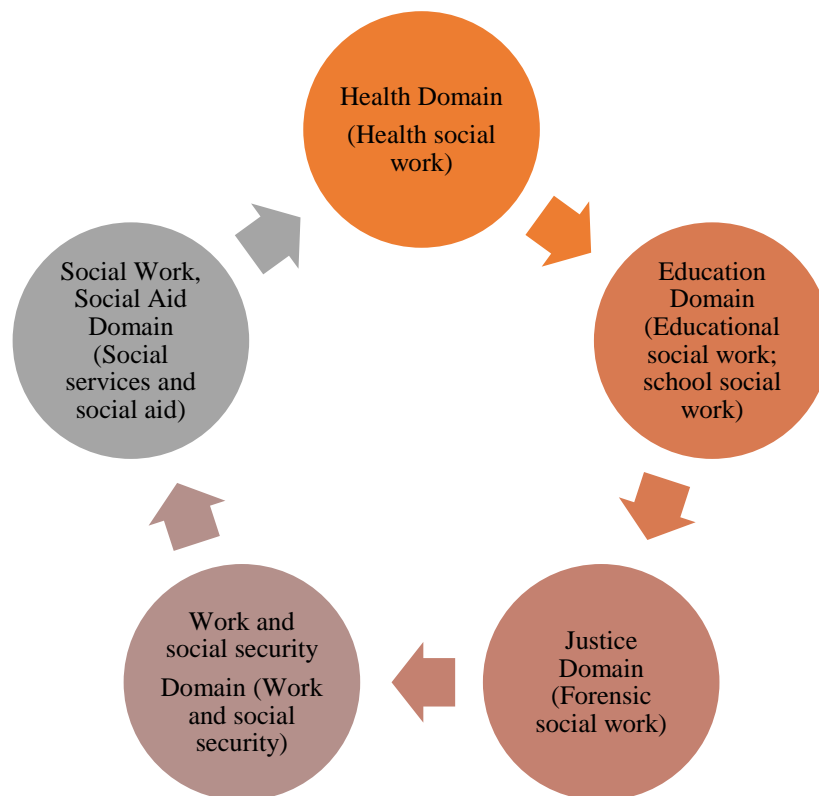 Health Domain
(Health social
work)
Education
Domain
(Educational
social work;
school social
work)
Justice
Domain
(Forensic
social work)
Work and
social security
Domain (Work
and social
security)
Social Work,
Social Aid
Domain
(Social
services and
social aid)